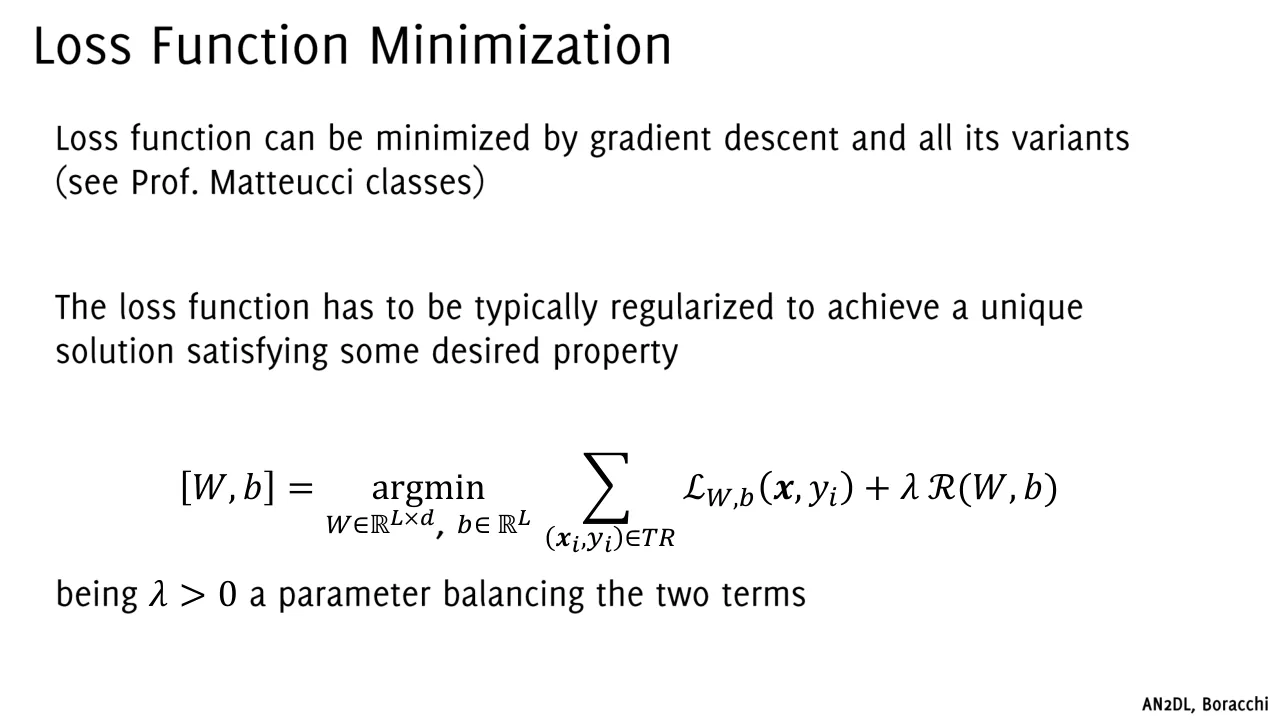 Loss Function Minimization
Loss function can be minimized by gradient descent and all its variants
(see Prof. Matteucci classes)
The loss function has to be typically regularized to achieve a unique
solution satisfying some desired property
[W, b] = argmin_{W∈ℝ^{L×d}, b∈ℝ^L} ∑_{(x_i,y_i)∈TR} ℒ_{W,b}(x, y_i) + λ ℛ(W, b)
being λ > 0 a parameter balancing the two terms
AN2DL, Boracchi